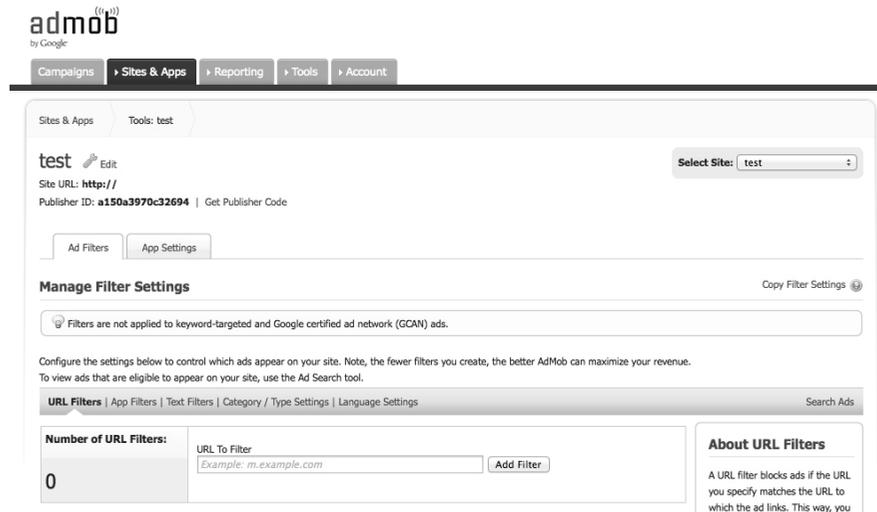 admob
by Google
Campaigns Sites & Apps Reporting Tools Account
Sites & Apps Tools: test
test Edit
Select Site: test
Site URL: http://
Publisher ID: a150a3970c32694 | Get Publisher Code
Ad Filters App Settings
Manage Filter Settings
Copy Filter Settings
Filters are not applied to keyword-targeted and Google certified ad network (GCAN) ads.
Configure the settings below to control which ads appear on your site. Note, the fewer filters you create, the better AdMob can maximize your revenue.
To view ads that are eligible to appear on your site, use the Ad Search tool.
URL Filters | App Filters | Text Filters | Category / Type Settings | Language Settings
Search Ads
Number of URL Filters:
0
URL To Filter
Example: m.example.com Add Filter
About URL Filters
A URL filter blocks ads if the URL
you specify matches the URL to
which the ad links. This way, you